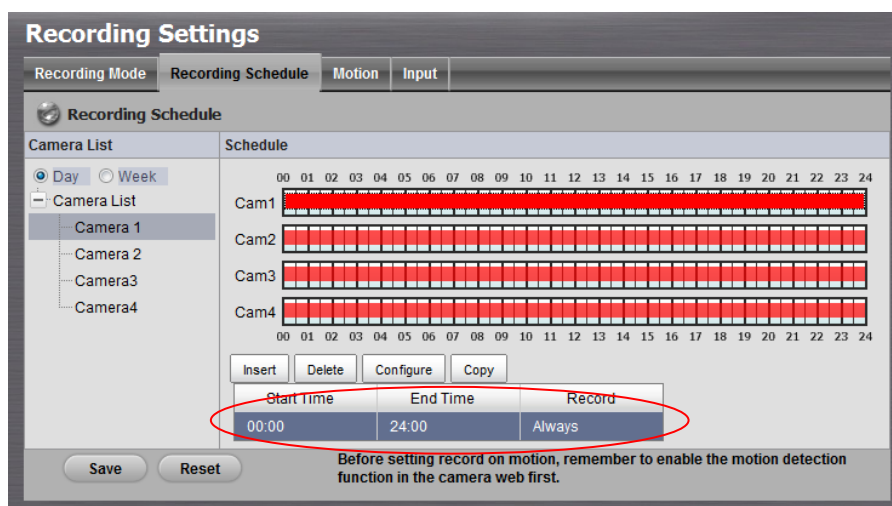 Recording Settings
Recording Mode Recording Schedule Motion Input
Recording Schedule
Camera List Schedule
Day Week
Camera List
Camera 1
Camera 2
Camera3
Camera4
00 01 02 03 04 05 06 07 08 09 10 11 12 13 14 15 16 17 18 19 20 21 22 23 24
Cam1
Cam2
Cam3
Cam4
00 01 02 03 04 05 06 07 08 09 10 11 12 13 14 15 16 17 18 19 20 21 22 23 24
Insert Delete Configure Copy
Start Time End Time Record
00:00 24:00 Always
Save Reset
Before setting record on motion, remember to enable the motion detection
function in the camera web first.